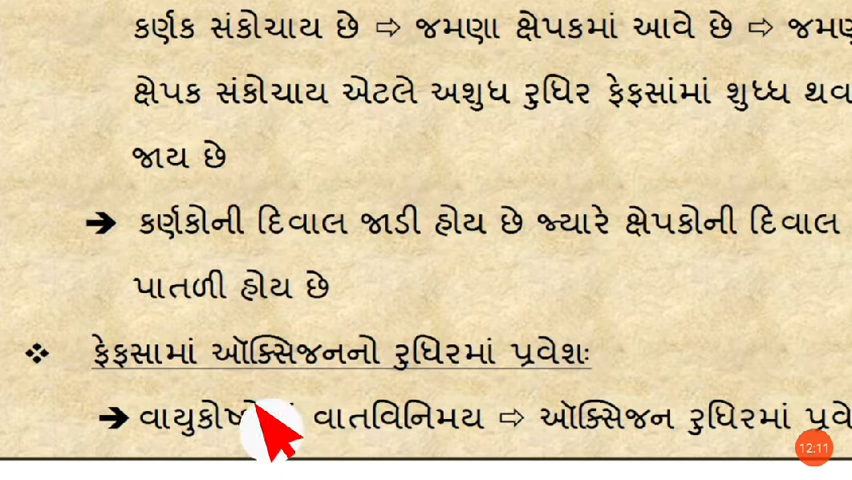 કર્ણક સંકોચાય છે ⇨ જમણા ક્ષેપકમાં આવે છે ⇨
ક્ષેપક સંકોચાય એટલે અશુધ રુધિર ફેફસાંમાં શુધ્ધ
જાય છે
➔ કર્ણકોની દિવાલ જાડી હોય છે જ્યારે ક્ષેપકોની દિવાલ
પાતળી હોય છે
❖ ફેફસામાં ઑક્સિજનનો રુધિરમાં પ્રવેશઃ
➔ વાતવિનિમય ⇨ ઑક્સિજન રુધિરમાં
12:11